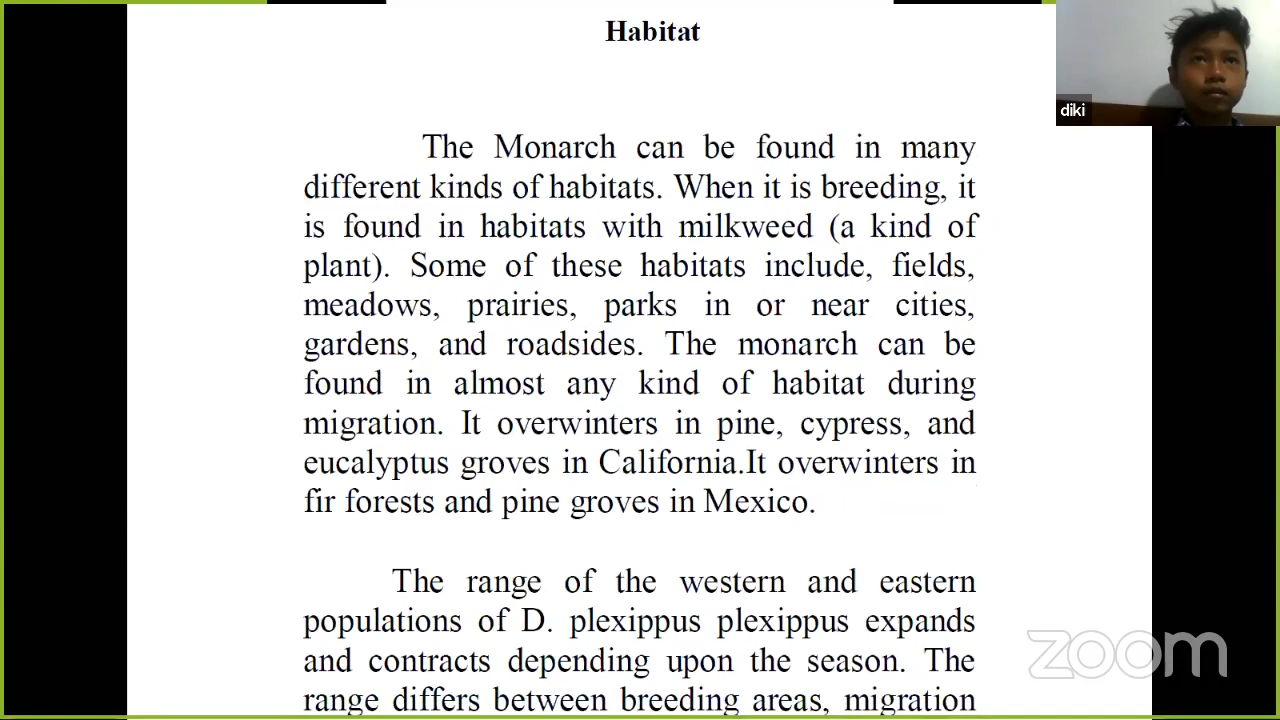 Habitat
diki
The Monarch can be found in many
different kinds of habitats. When it is breeding, it
is found in habitats with milkweed (a kind of
plant). Some of these habitats include, fields,
meadows, prairies, parks in or near cities,
gardens, and roadsides. The monarch can be
found in almost any kind of habitat during
migration. It overwinters in pine, cypress, and
eucalyptus groves in California.It overwinters in
fir forests and pine groves in Mexico.
The range of the western and eastern
populations of D. plexippus plexippus expands
and contracts depending upon the season. The
range differs between breeding areas, migration
zoom